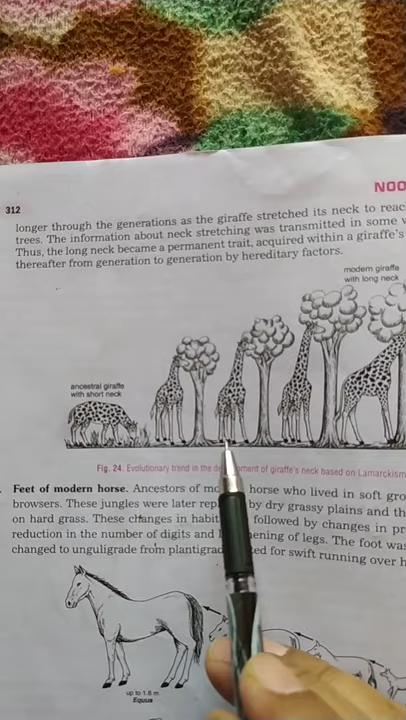 NOO
312
longer through the generations as the giraffe stretched its neck to reac
trees. The information about neck stretching was transmitted in some
Thus, the long neck became a permanent trait, acquired within a giraffe's
thereafter from generation to generation by hereditary factors.
modern giraffe
with long neck
ancestral giraffe
with short neck
Fig. 24. Evolutionary trend in the de ment of giraffe's neck based on Lamarckism
Feet of modern horse. Ancestors of mo horse who lived in soft gro
browsers. These jungles were later rep by dry grassy plains and th
on hard grass. These changes in habit followed by changes in pr
reduction in the number of digits and l hening of legs. The foot was
changed to unguligrade from plantigrad ted for swift running over h
up to 1.6 m.
Equus